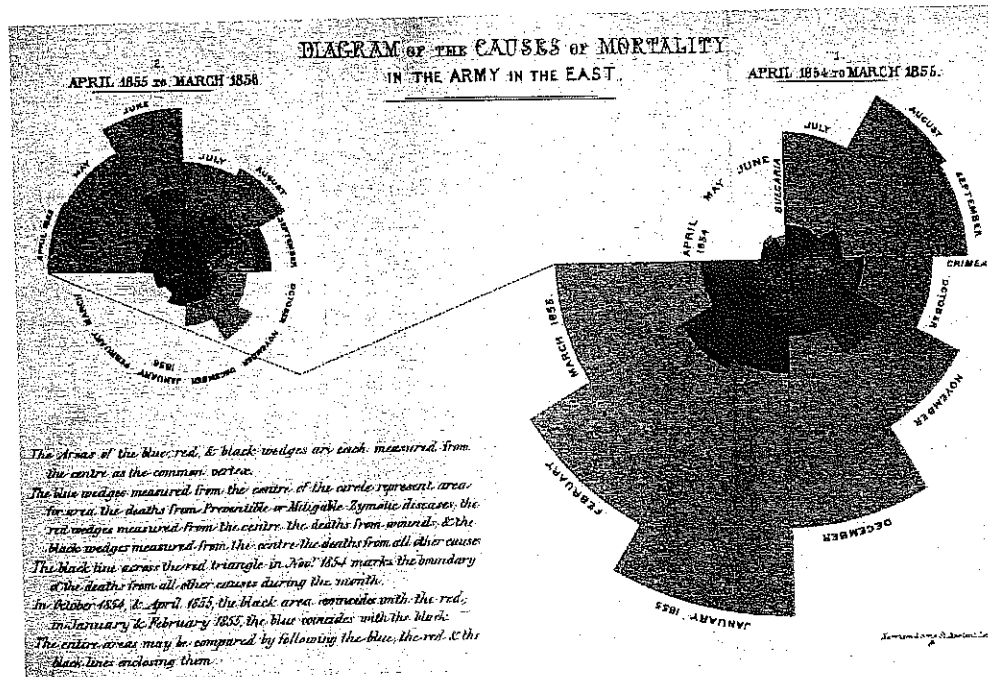 DIAGRAM OF THE CAUSES OF MORTALITY
IN THE ARMY IN THE EAST.
2.
APRIL 1855 TO MARCH 1856
JUNE
JULY
AUGUST
SEPTEMBER
OCTOBER
NOVEMBER
DECEMBER
JANUARY
1856
FEBRUARY
MARCH
APRIL 1855
MAY
1.
APRIL 1854 TO MARCH 1855.
APRIL
1854
MAY
JUNE
BULGARIA
JULY
AUGUST
SEPTEMBER
CRIMEA
OCTOBER
NOVEMBER
DECEMBER
JANUARY 1855
FEBRUARY
MARCH 1855.
The Areas of the blue, red, & black wedges are each measured from
the centre as the common vertex.
The blue wedges measured from the centre of the circle represent area
for area the deaths from Preventible or Mitigable Zymotic diseases, the
red wedges measured from the centre the deaths from wounds, & the
black wedges measured from the centre the deaths from all other causes
The black line across the red triangle in Nov. 1854 marks the boundary
of the deaths from all other causes during the month.
In October 1854, & April 1855, the black area coincides with the red,
in January & February 1855, the blue coincides with the black
The entire areas may be compared by following the blue, the red & the
black lines enclosing them